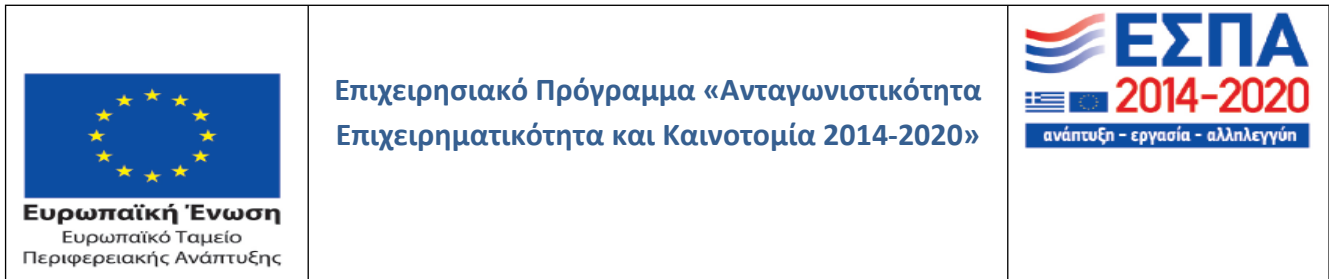 Ευρωπαϊκή Ένωση
Ευρωπαϊκό Ταμείο
Περιφερειακής Ανάπτυξης
Επιχειρησιακό Πρόγραμμα «Ανταγωνιστικότητα
Επιχειρηματικότητα και Καινοτομία 2014-2020»
ΕΣΠΑ
2014-2020
ανάπτυξη - εργασία - αλληλεγγύη